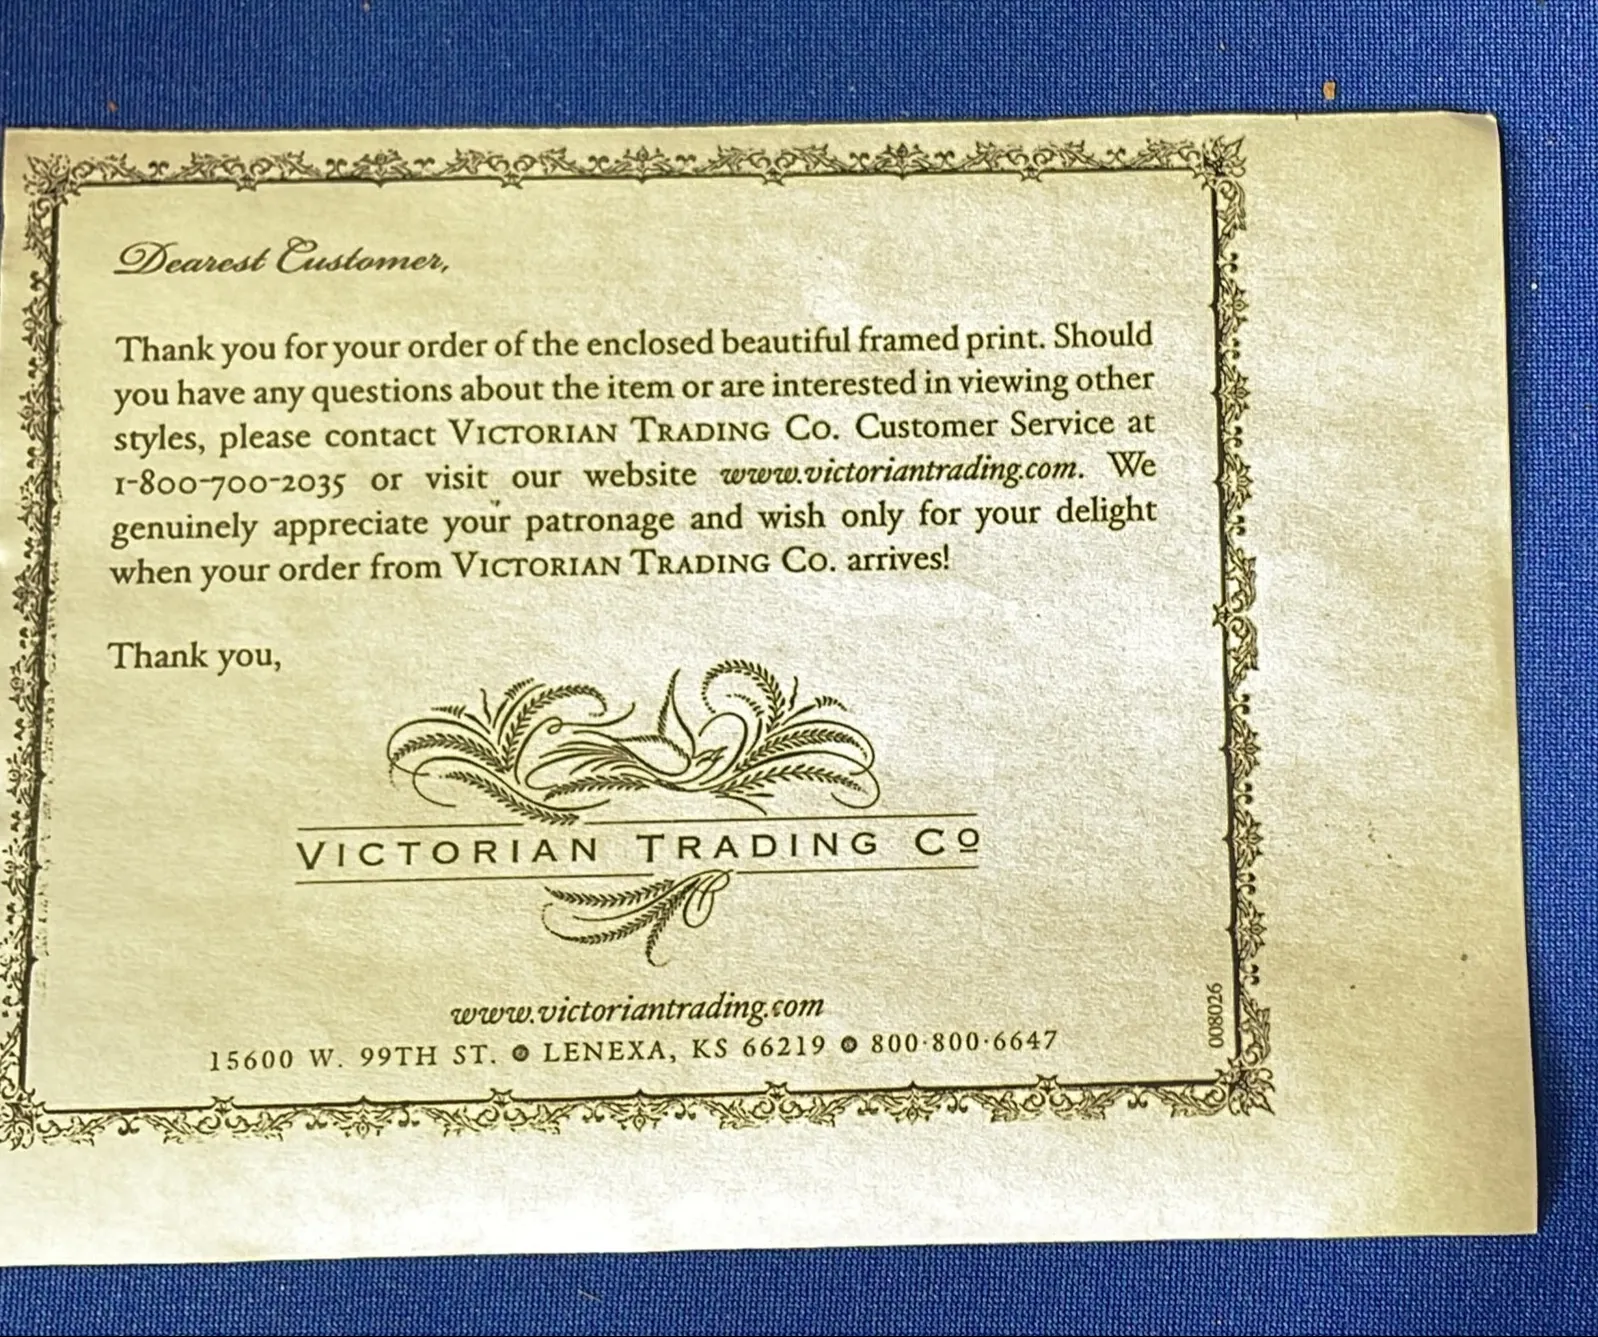 Dearest Customer,
Thank you for your order of the enclosed beautiful framed print. Should
you have any questions about the item or are interested in viewing other
styles, please contact VICTORIAN TRADING CO. Customer Service at
1-800-700-2035 or visit our website www.victoriantrading.com. We
genuinely appreciate your patronage and wish only for your delight
when your order from VICTORIAN TRADING CO. arrives!
Thank you,
VICTORIAN TRADING Cº
www.victoriantrading.com
15600 W. 99TH ST. LENEXA, KS 66219 800·800·6647
008026